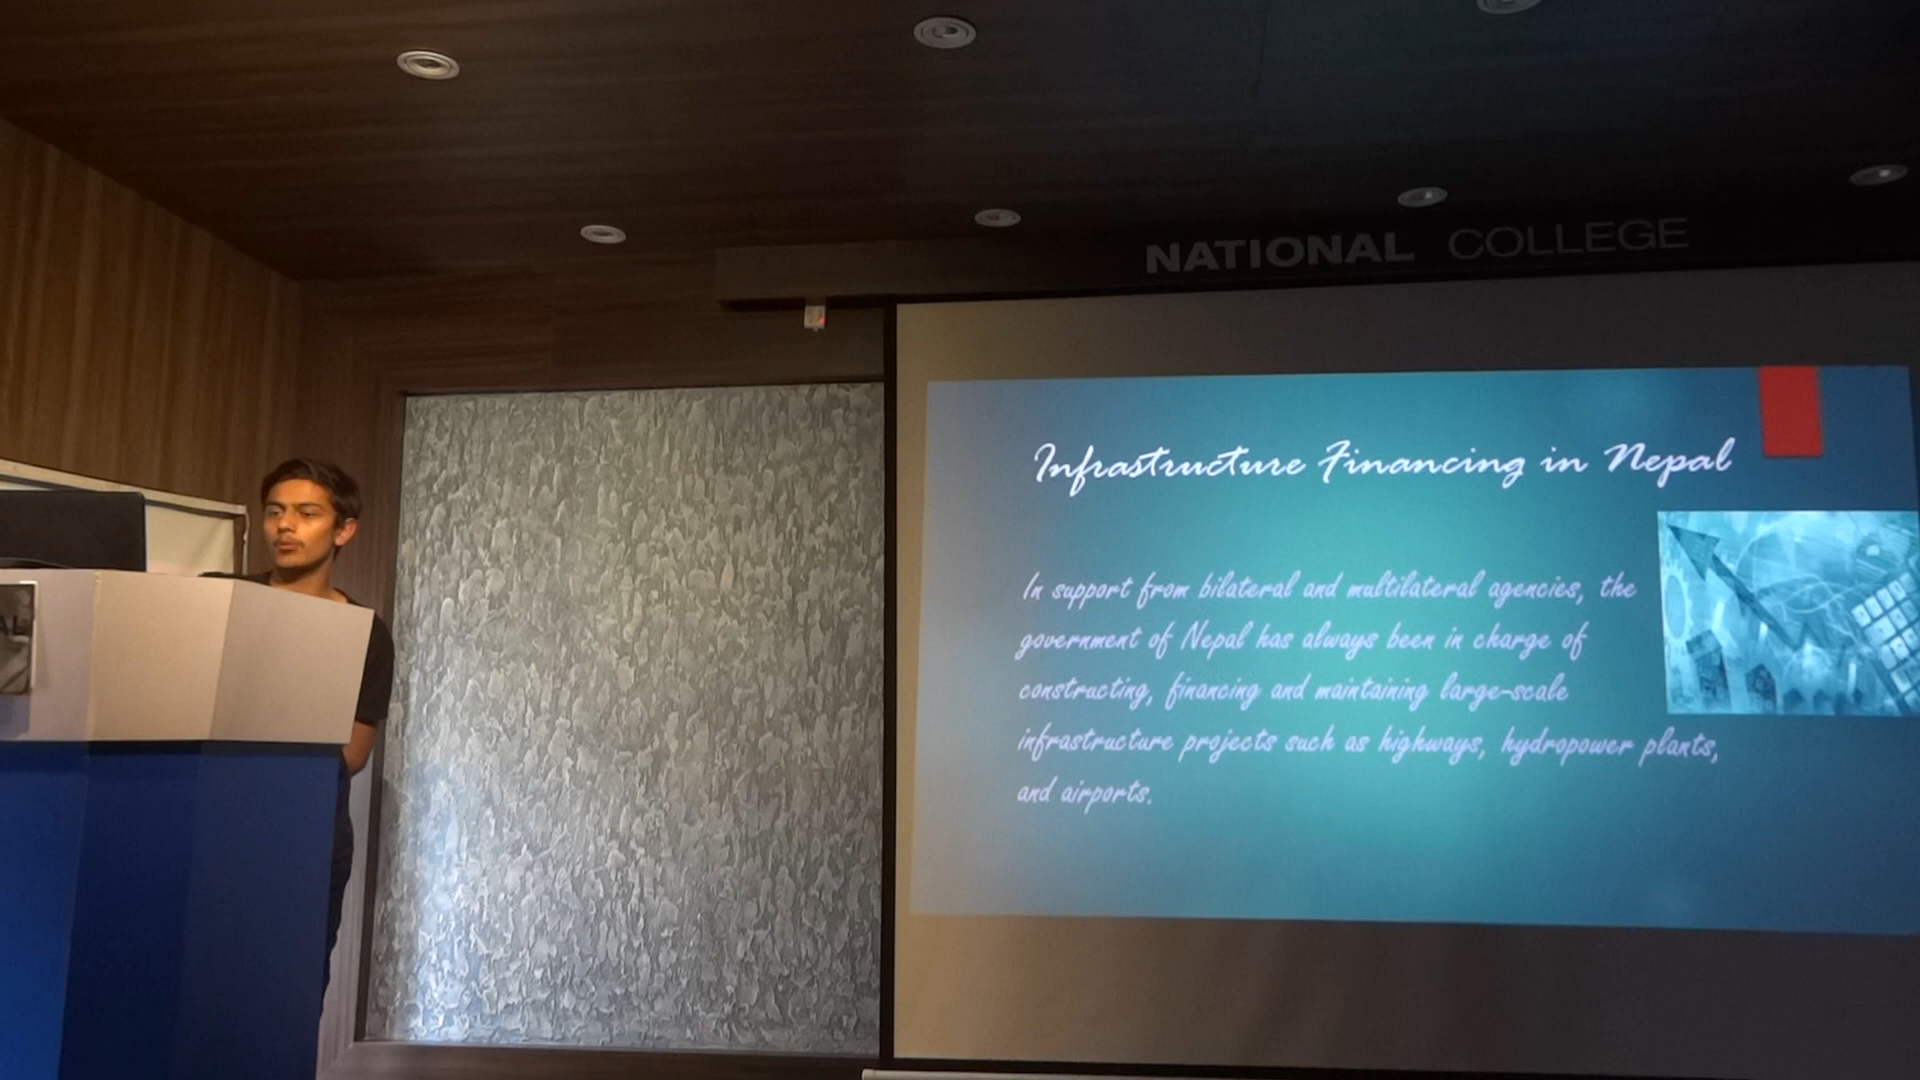 NATIONAL COLLEGE
Infrastructure Financing in Nepal
In support from bilateral and multilateral agencies, the
government of Nepal has always been in charge of
constructing, financing and maintaining large-scale
infrastructure projects such as highways, hydropower plants,
and airports.